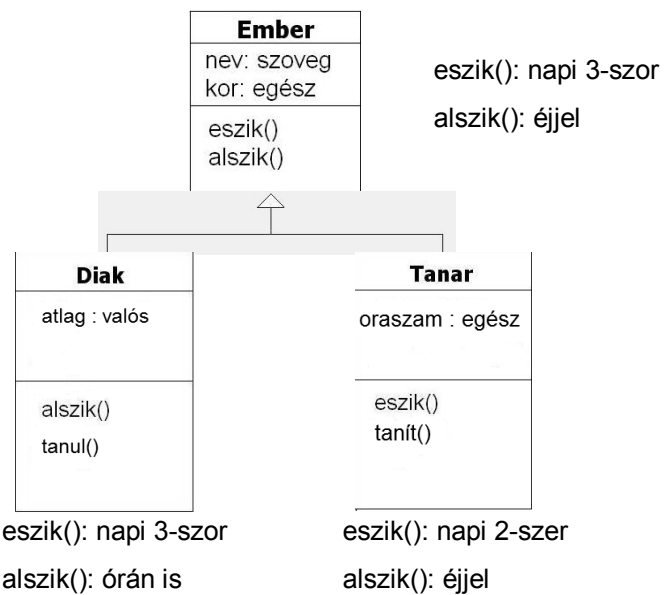 Ember
nev: szoveg
kor: egész
eszik()
alszik()
eszik(): napi 3-szor
alszik(): éjjel
Diak
atlag : valós
alszik()
tanul()
Tanar
oraszam : egész
eszik()
tanít()
eszik(): napi 3-szor
alszik(): órán is
eszik(): napi 2-szer
alszik(): éjjel